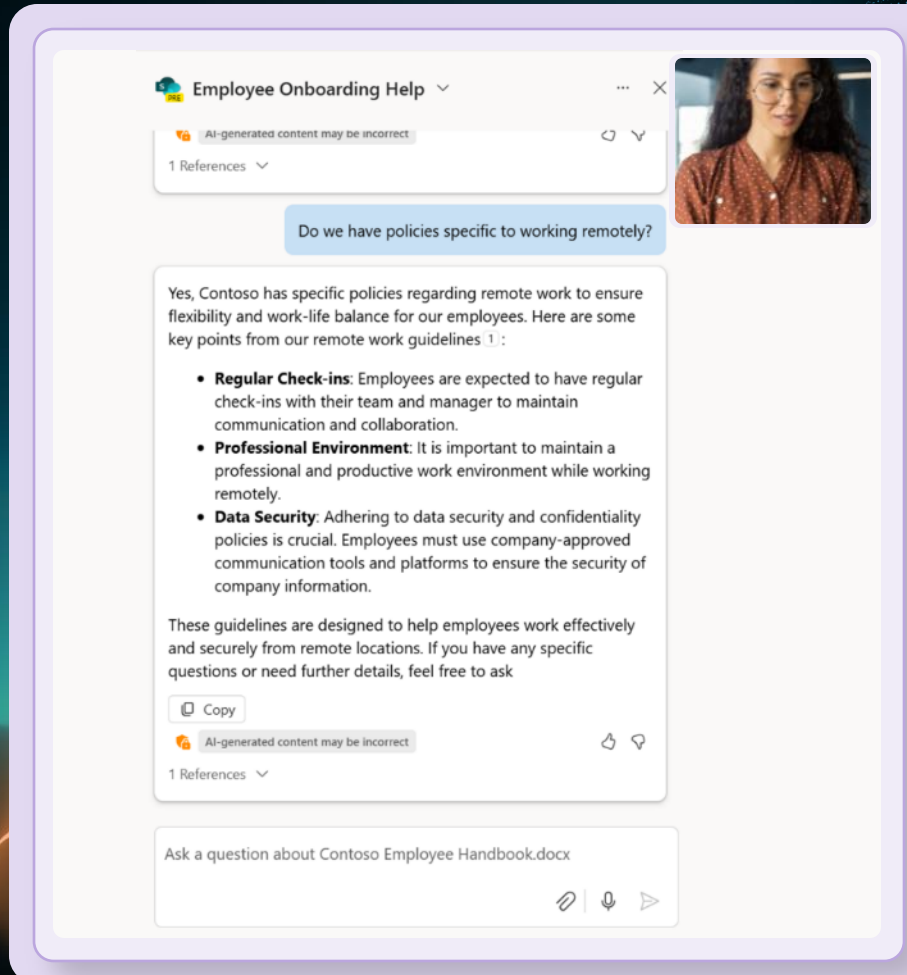 S
PRE
Employee Onboarding Help
AI-generated content may be incorrect
1 References
Do we have policies specific to working remotely?
Yes, Contoso has specific policies regarding remote work to ensure
flexibility and work-life balance for our employees. Here are some
key points from our remote work guidelines 1 :
• Regular Check-ins: Employees are expected to have regular
check-ins with their team and manager to maintain
communication and collaboration.
• Professional Environment: It is important to maintain a
professional and productive work environment while working
remotely.
• Data Security: Adhering to data security and confidentiality
policies is crucial. Employees must use company-approved
communication tools and platforms to ensure the security of
company information.
These guidelines are designed to help employees work effectively
and securely from remote locations. If you have any specific
questions or need further details, feel free to ask
Copy
AI-generated content may be incorrect
1 References
Ask a question about Contoso Employee Handbook.docx